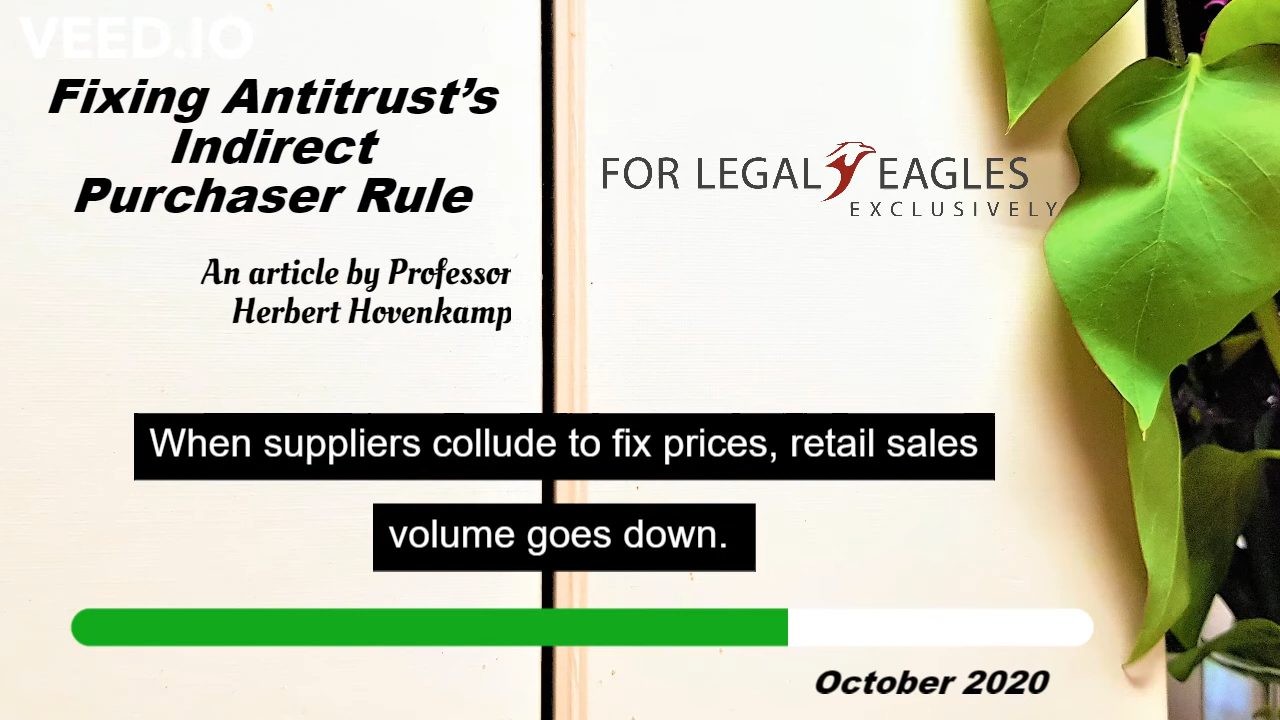 VEED.IO
Fixing Antitrust’s
Indirect
Purchaser Rule
FOR LEGAL EAGLES
EXCLUSIVELY
An article by Professor
Herbert Hovenkamp
When suppliers collude to fix prices, retail sales
volume goes down.
October 2020